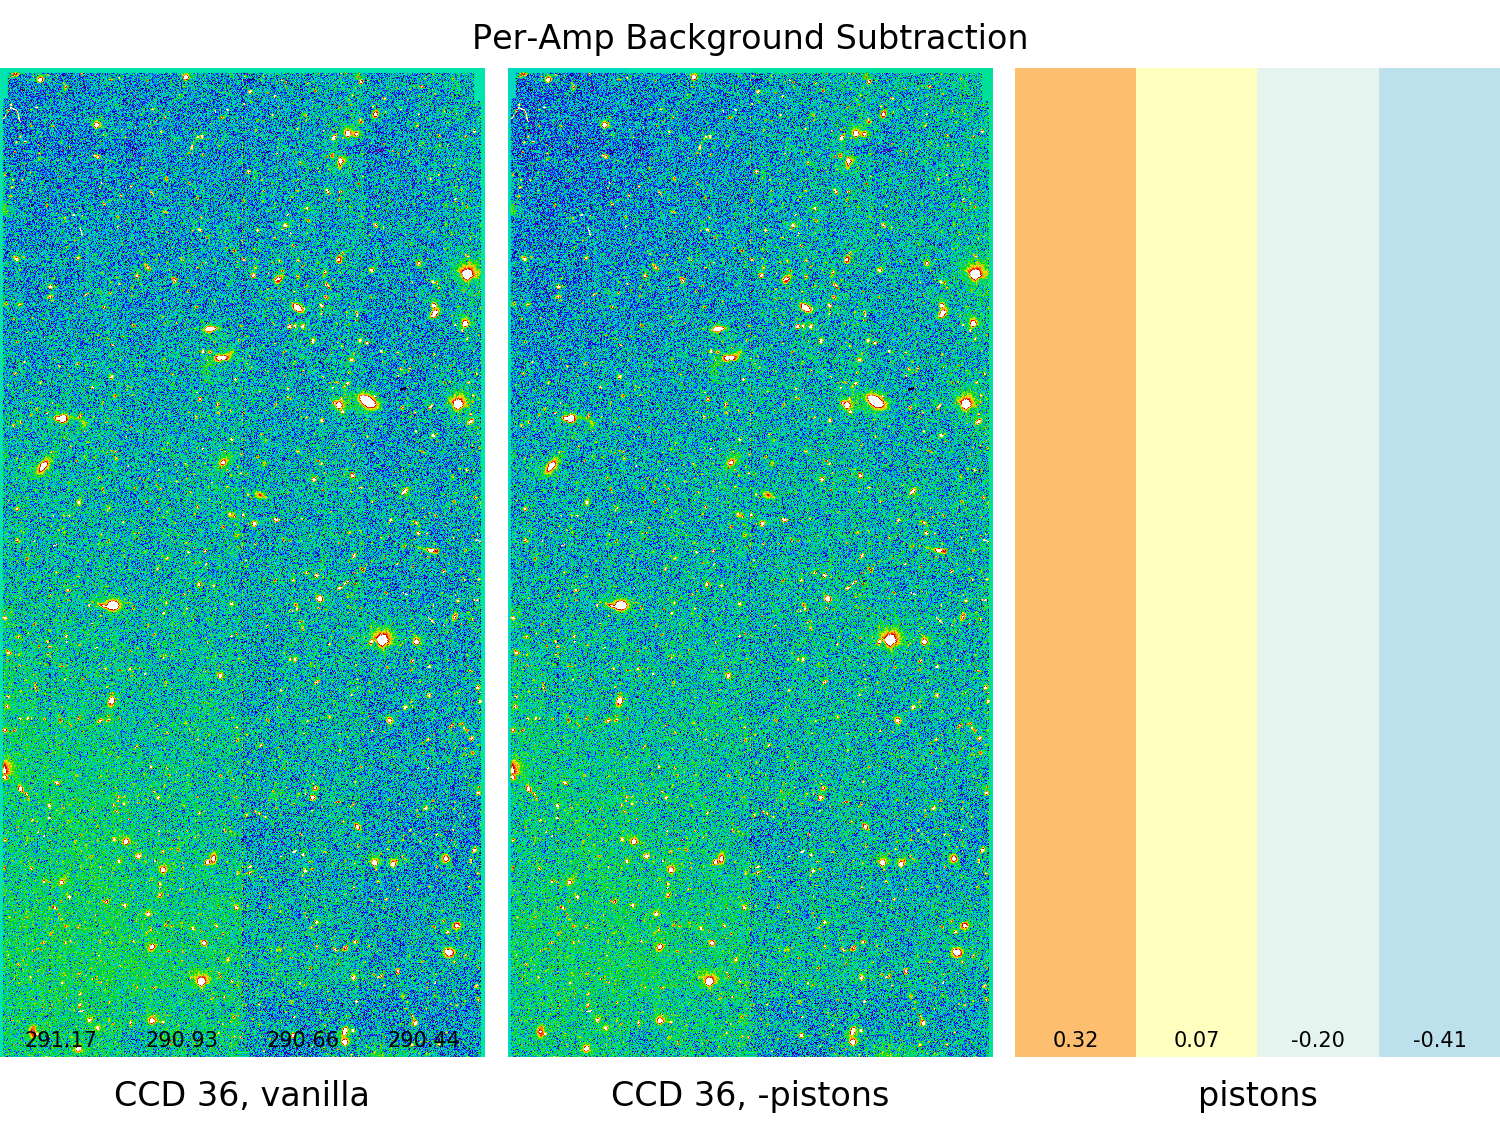 Per-Amp Background Subtraction
291.17 290.93 290.66 290.44
0.32 0.07 -0.20 -0.41
CCD 36, vanilla
CCD 36, -pistons
pistons